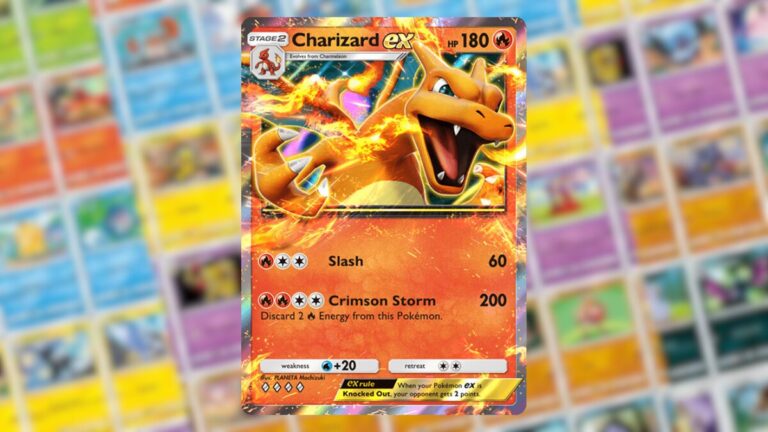 STAGE 2 Charizard ex HP 180
Evolves from Charmeleon
Slash 60
Crimson Storm 200
Discard 2 Energy from this Pokémon.
weakness +20 retreat
Illus. PLANETA Mochizuki
ex rule When your Pokémon ex is
Knocked Out, your opponent gets 2 points.